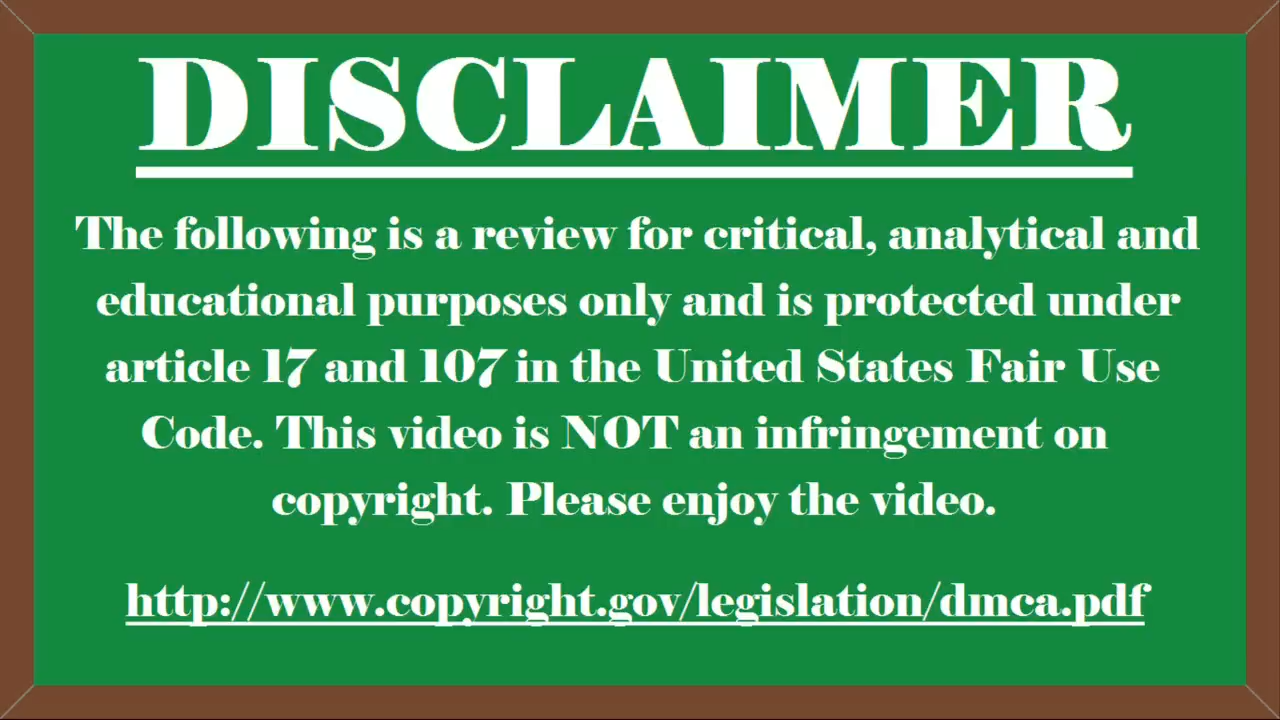 DISCLAIMER
The following is a review for critical, analytical and
educational purposes only and is protected under
article 17 and 107 in the United States Fair Use
Code. This video is NOT an infringement on
copyright. Please enjoy the video.
http://www.copyright.gov/legislation/dmca.pdf